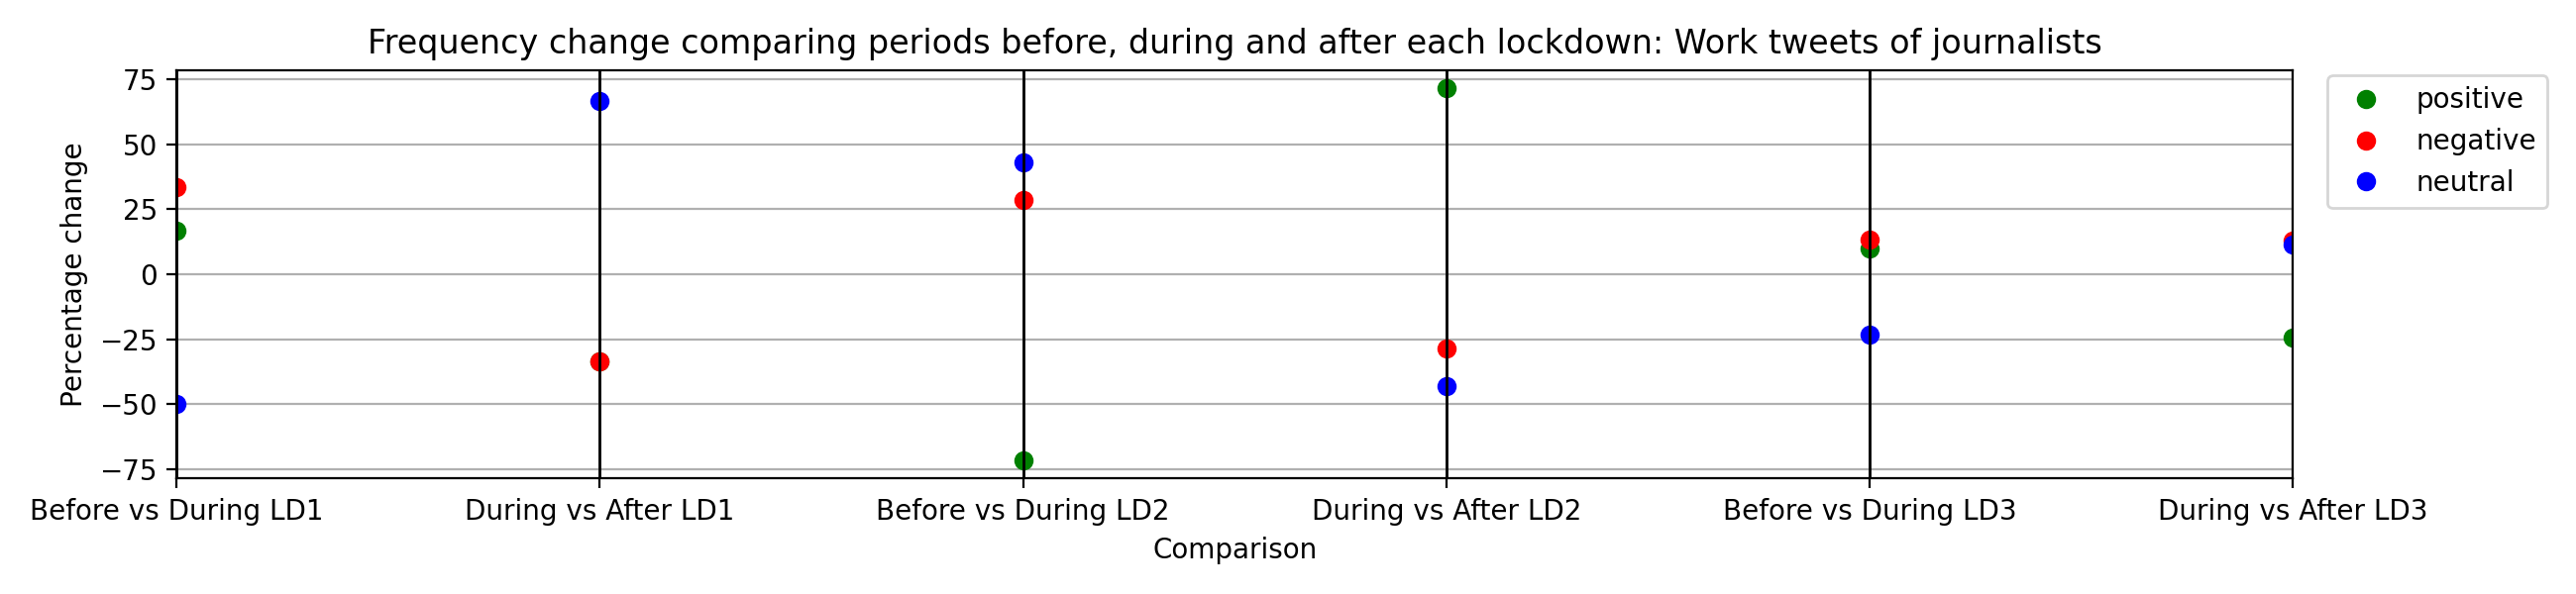 Frequency change comparing periods before, during and after each lockdown: Work tweets of journalists
75
50
25
0
−25
−50
−75
Percentage change
Before vs During LD1
During vs After LD1
Before vs During LD2
During vs After LD2
Before vs During LD3
During vs After LD3
Comparison
positive
negative
neutral